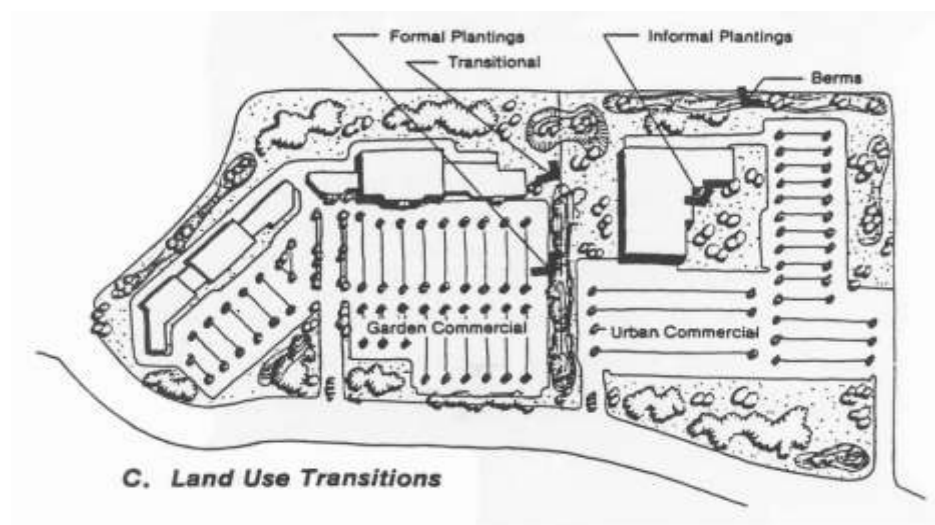 Formal Plantings
Informal Plantings
Transitional
Berms
Garden Commercial
Urban Commercial
C. Land Use Transitions